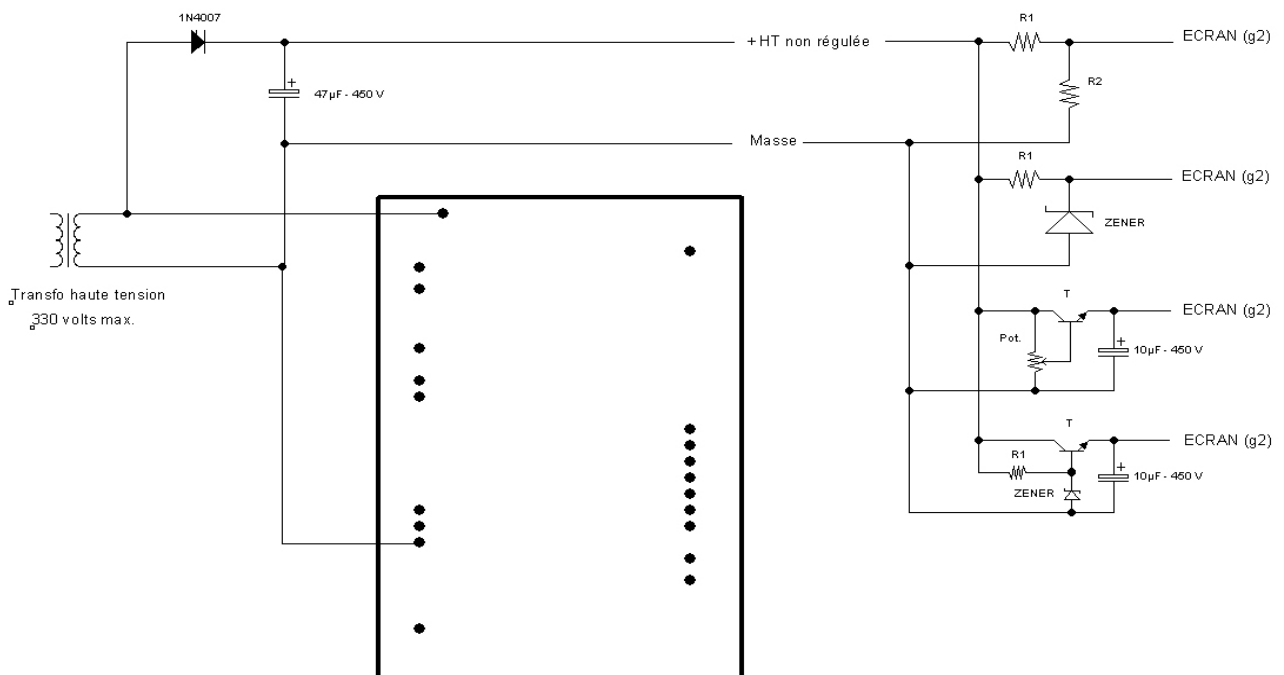 1N4007
R1
ECRAN (g2)
+HT non régulée
+
47µF - 450 V
R2
Masse
R1
ECRAN (g2)
ZENER
Transfo haute tension
330 volts max.
T
ECRAN (g2)
Pot.
+
10µF - 450 V
T
ECRAN (g2)
R1
+
10µF - 450 V
ZENER